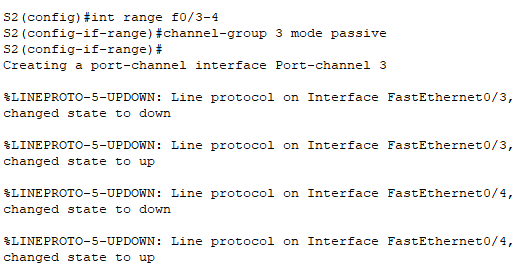 S2(config)#int range f0/3-4
S2(config-if-range)#channel-group 3 mode passive
S2(config-if-range)#
Creating a port-channel interface Port-channel 3
%LINEPROTO-5-UPDOWN: Line protocol on Interface FastEthernet0/3,
changed state to down
%LINEPROTO-5-UPDOWN: Line protocol on Interface FastEthernet0/3,
changed state to up
%LINEPROTO-5-UPDOWN: Line protocol on Interface FastEthernet0/4,
changed state to down
%LINEPROTO-5-UPDOWN: Line protocol on Interface FastEthernet0/4,
changed state to up